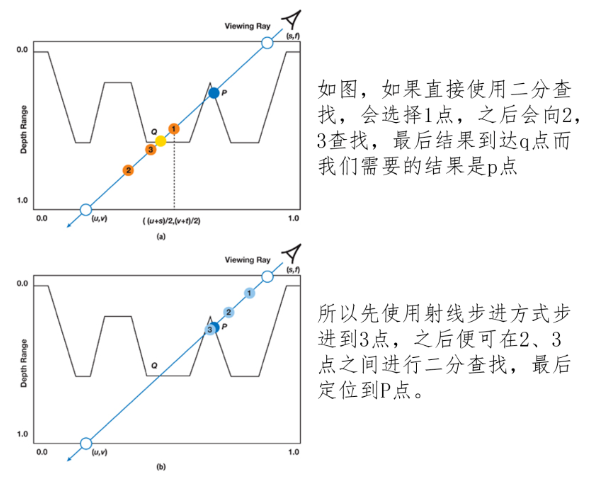 Viewing Ray
(s,t)
0.0
Depth Range
1
P
Q
3
2
1.0
0.0
(u,v)
( (u+s)/2,(v+t)/2)
1.0
(a)
如图，如果直接使用二分查
找，会选择1点，之后会向2，
3查找，最后结果到达q点而
我们需要的结果是p点
Viewing Ray
(s,t)
0.0
Depth Range
1
2
3
P
Q
1.0
0.0
(u,v)
1.0
(b)
所以先使用射线步进方式步
进到3点，之后便可在2、3
点之间进行二分查找，最后
定位到P点。